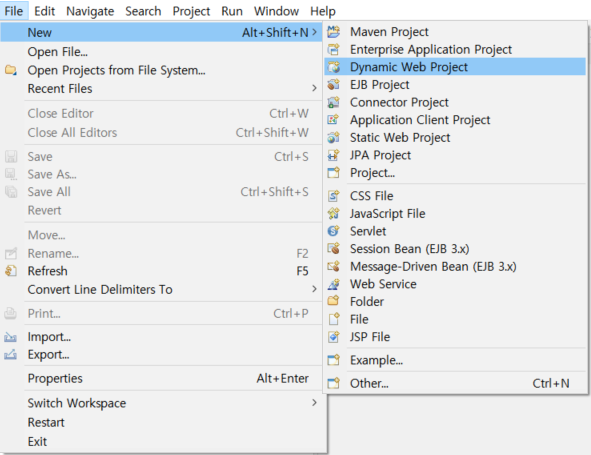 File Edit Navigate Search Project Run Window Help
New Alt+Shift+N >
Open File...
Open Projects from File System...
Recent Files >
Close Editor Ctrl+W
Close All Editors Ctrl+Shift+W
Save Ctrl+S
Save As...
Save All Ctrl+Shift+S
Revert
Move...
Rename... F2
Refresh F5
Convert Line Delimiters To >
Print... Ctrl+P
Import...
Export...
Properties Alt+Enter
Switch Workspace >
Restart
Exit
Maven Project
Enterprise Application Project
Dynamic Web Project
EJB Project
Connector Project
Application Client Project
Static Web Project
JPA Project
Project...
CSS File
JavaScript File
Servlet
Session Bean (EJB 3.x)
Message-Driven Bean (EJB 3.x)
Web Service
Folder
File
JSP File
Example...
Other... Ctrl+N